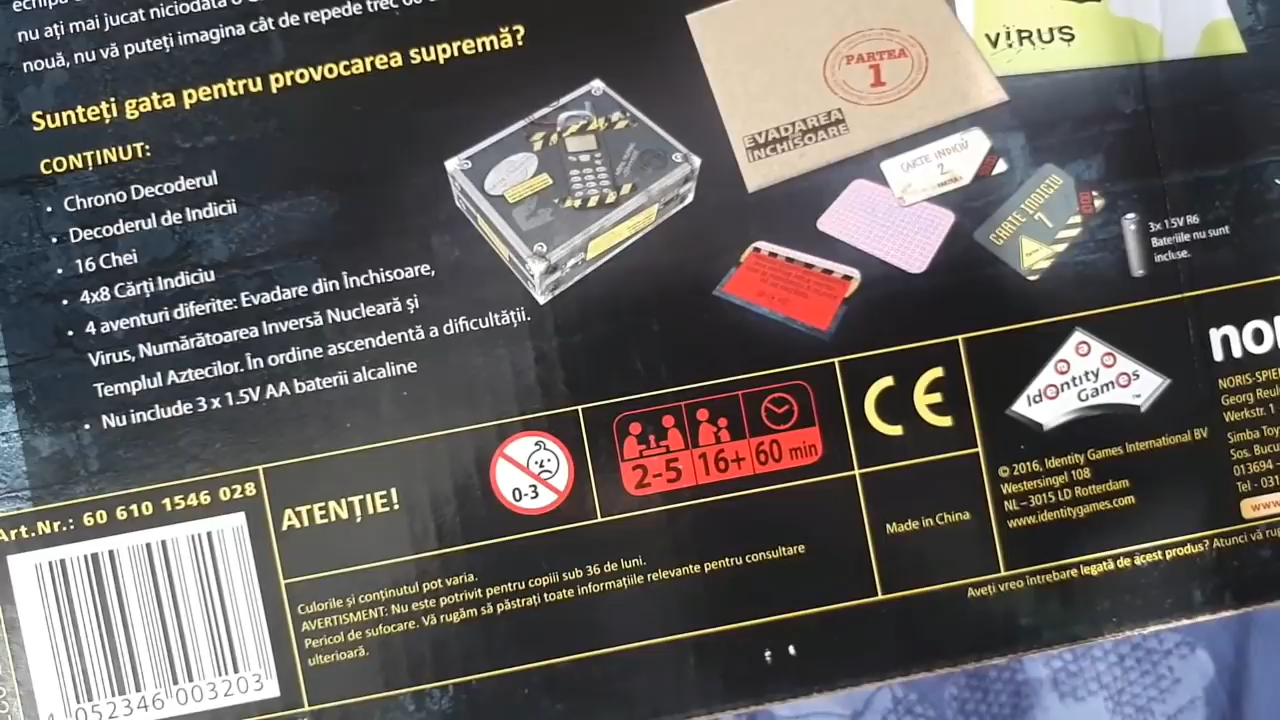 nu ați mai jucat niciodată
nouă, nu vă puteți imagina cât de repede trec
Sunteți gata pentru provocarea supremă?
CONȚINUT:
• Chrono Decoderul
• Decoderul de Indicii
• 16 Chei
• 4x8 Cărți Indiciu
• 4 aventuri diferite: Evadare din Închisoare,
Virus, Numărătoarea Inversă Nucleară și
Templul Aztecilor. În ordine ascendentă a dificultății.
• Nu include 3 x 1.5V AA baterii alcaline
PARTEA
1
EVADAREA
ÎNCHISOARE
VIRUS
CARTE INDICIU
2
CARTE INDICIU
7
3x 1.5V R6
Bateriile nu sunt
incluse.
Art.Nr.: 60 610 1546 028
052346 003203
ATENȚIE!
0-3
2-5 16+ 60 min
CE
Made in China
Culorile și conținutul pot varia.
AVERTISMENT: Nu este potrivit pentru copiii sub 36 de luni.
Pericol de sufocare. Vă rugăm să păstrați toate informațiile relevante pentru consultare
ulterioară.
Identity
Games™
© 2016, Identity Games International BV
Westersingel 108
NL–3015 LD Rotterdam
www.identitygames.com
NORIS-SPIE
Georg Reul
Werkstr. 1
Simba Toy
Sos. Bucu
013694 -
Tel - 031
www
Aveți vreo întrebare legată de acest produs? Atunci vă rug